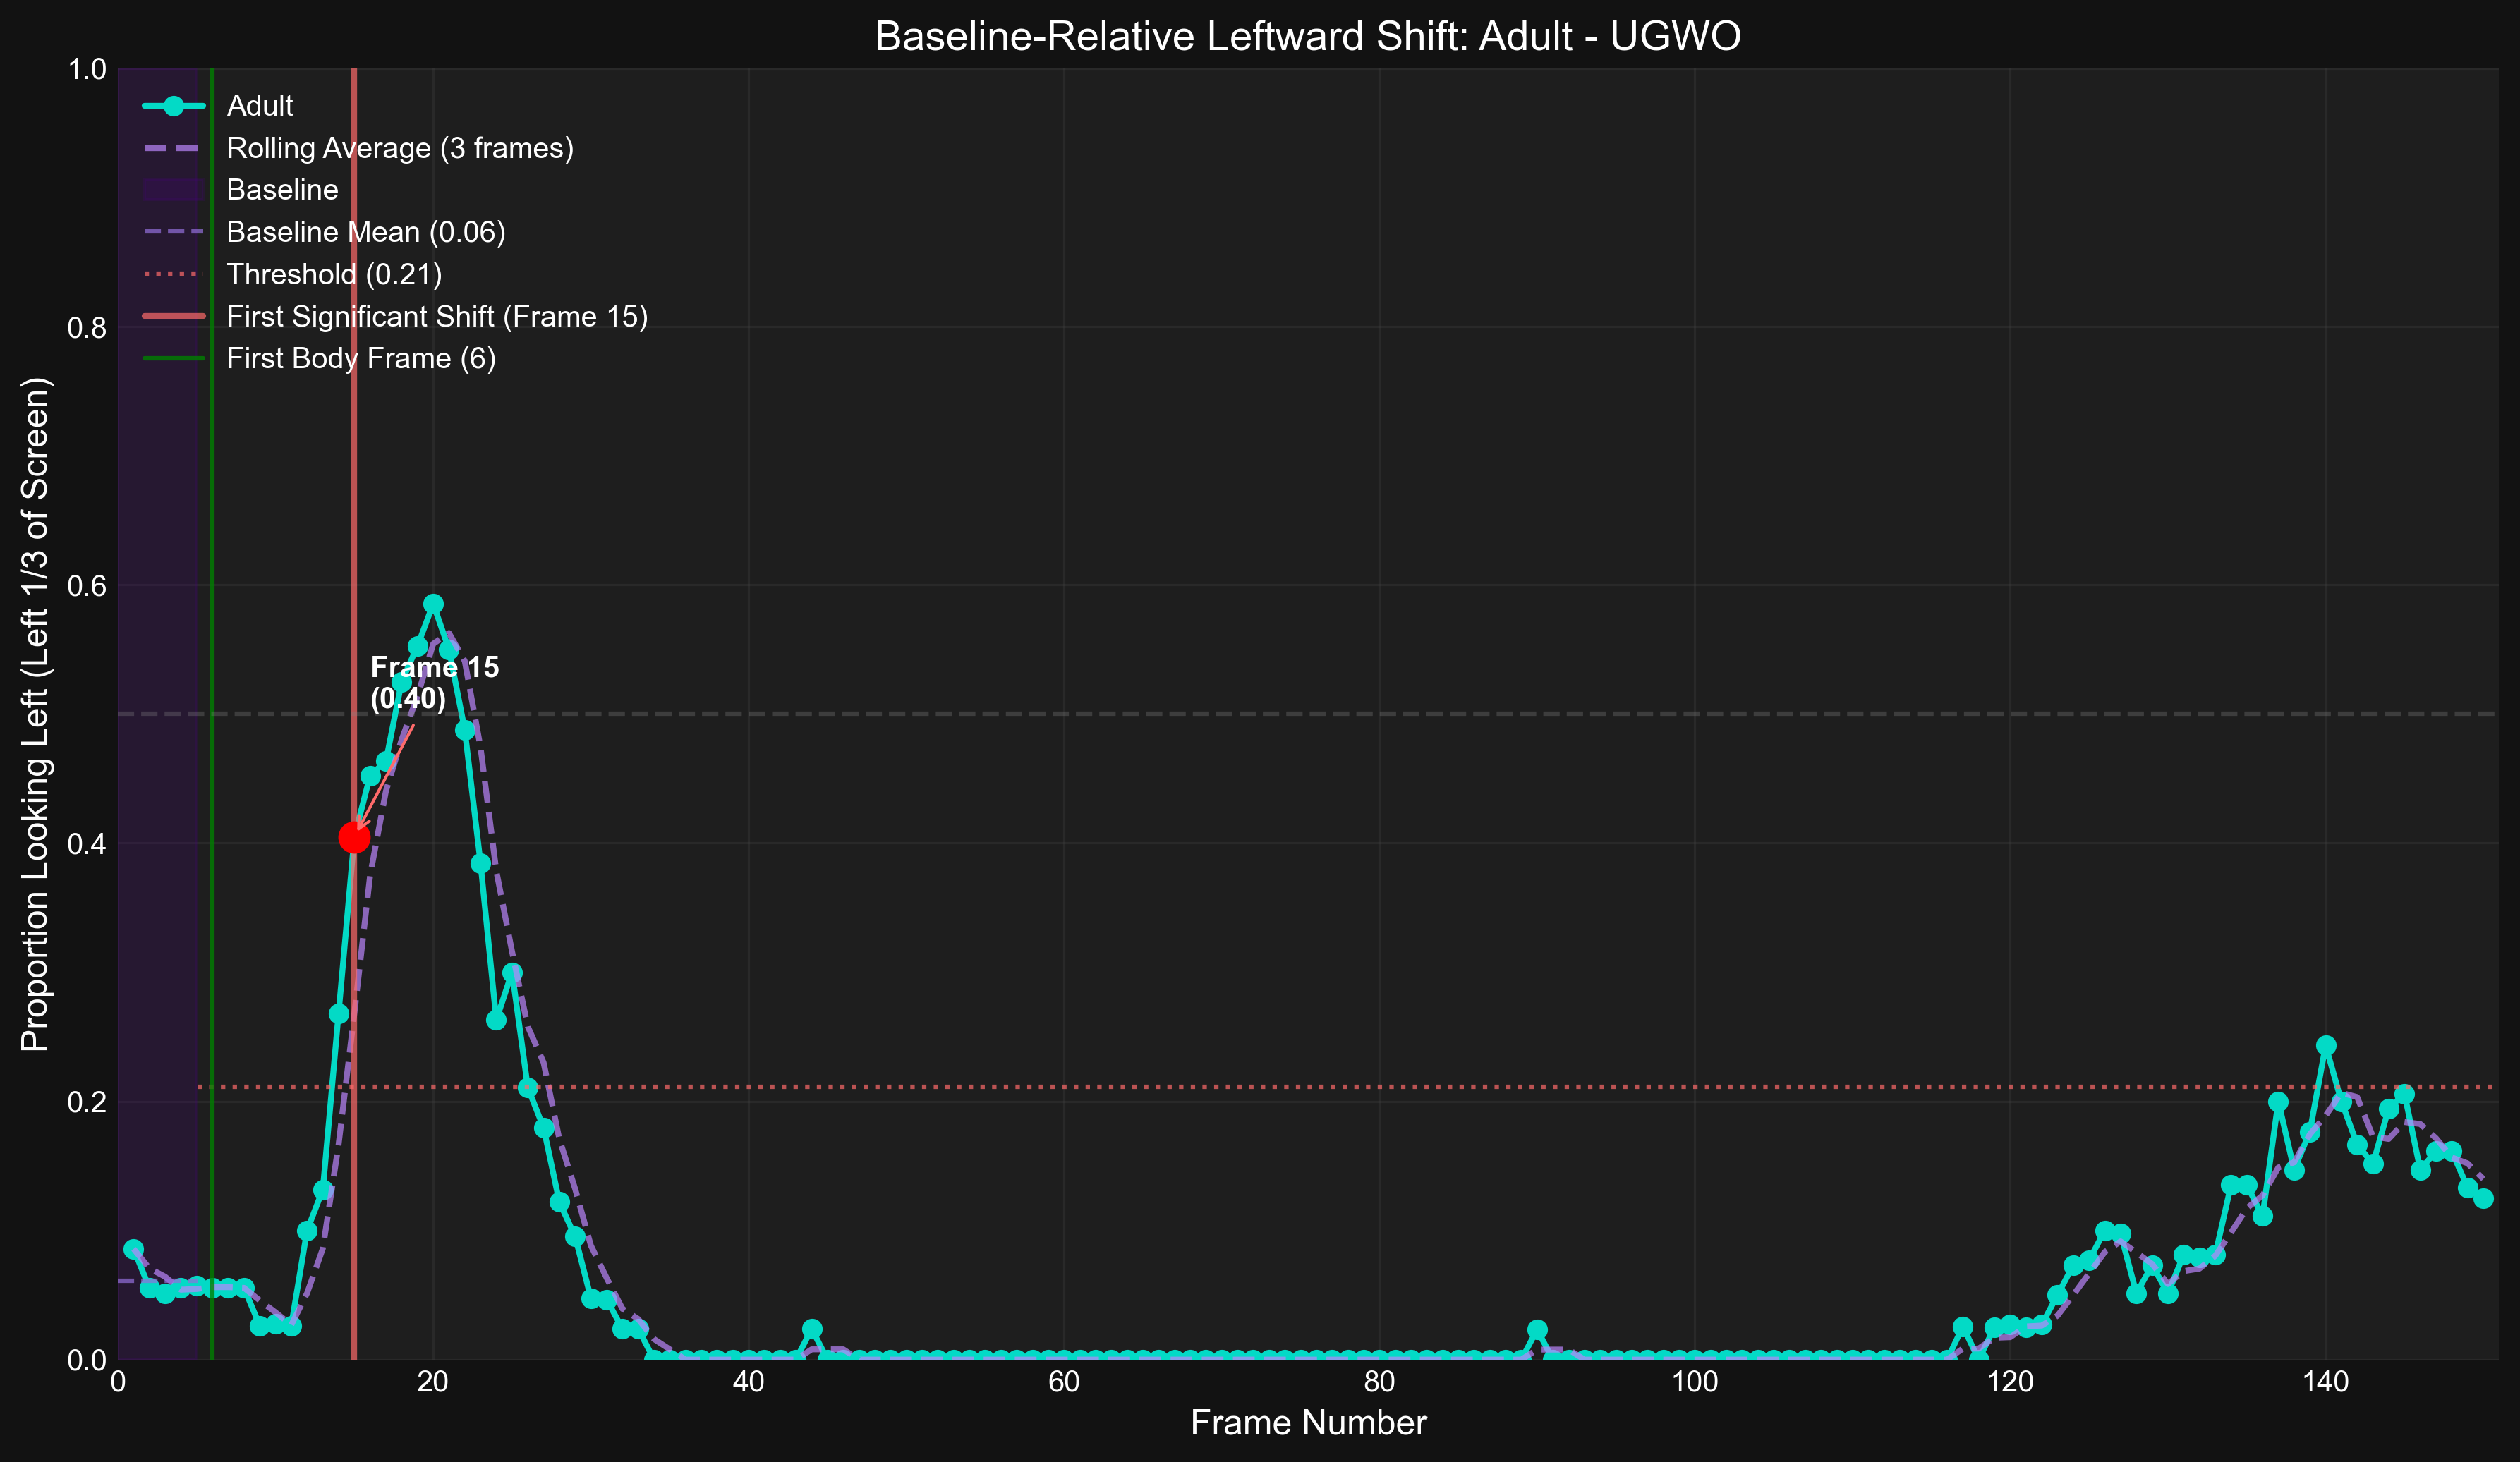 Baseline-Relative Leftward Shift: Adult - UGWO
1.0
0.8
0.6
0.4
0.2
0.0
Proportion Looking Left (Left 1/3 of Screen)
Adult
Rolling Average (3 frames)
Baseline
Baseline Mean (0.06)
Threshold (0.21)
First Significant Shift (Frame 15)
First Body Frame (6)
Frame 15
(0.40)
0 20 40 60 80 100 120 140
Frame Number